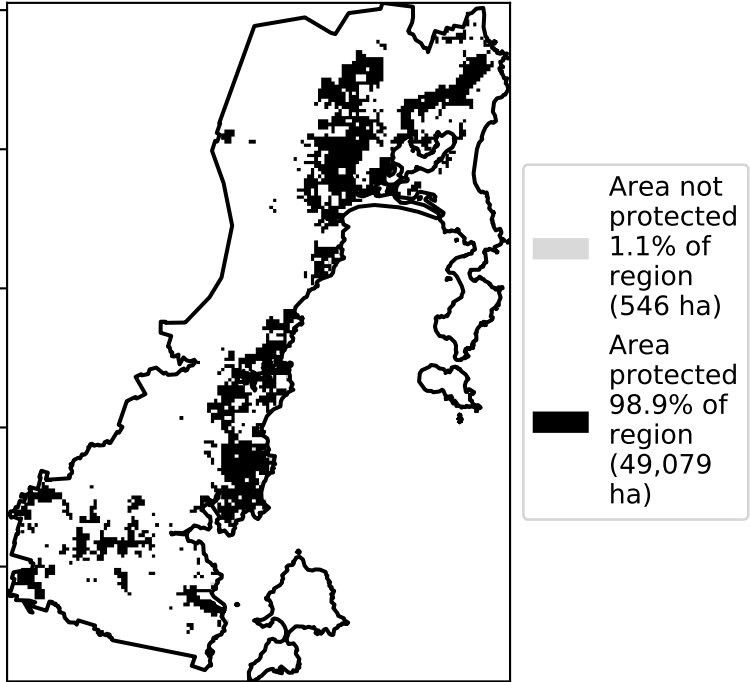 Area not
protected
1.1% of
region
(546 ha)
Area
protected
98.9% of
region
(49,079
ha)